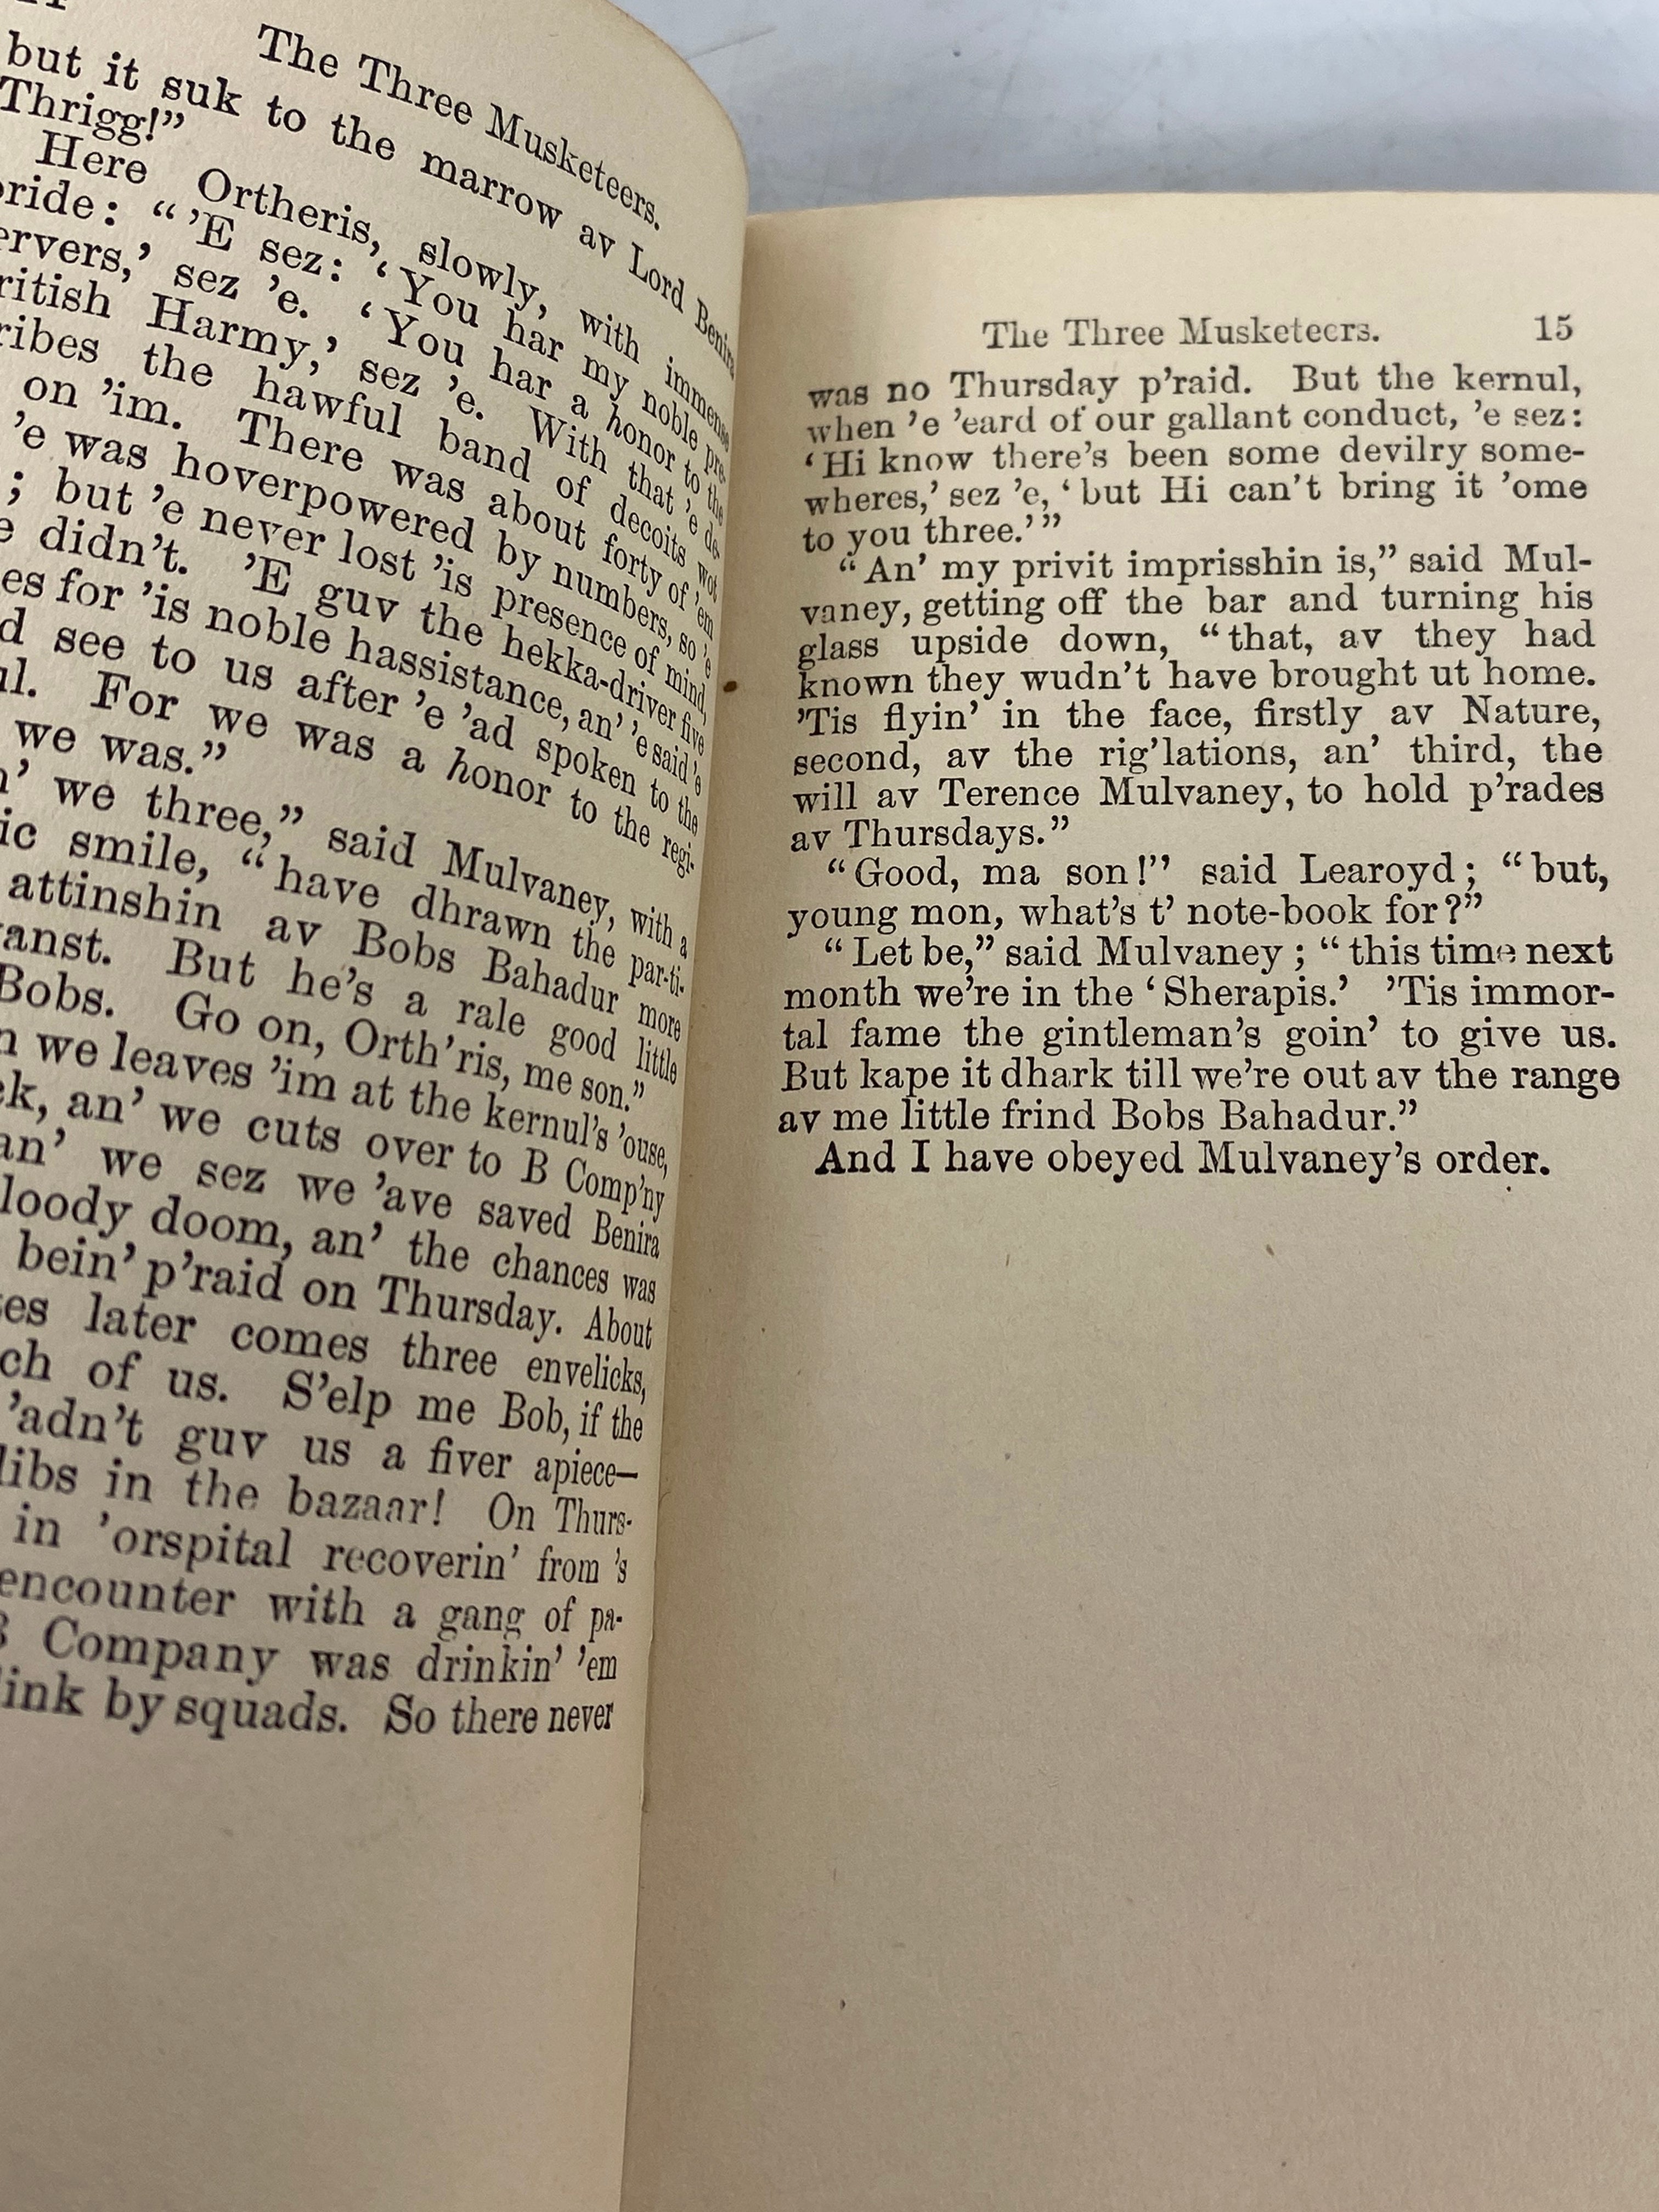 The Three Musketeers.
but it suk to the marrow av Lord Benira
Thrigg!”
Here Ortheris, slowly, with immense
“ ’E sez: ‘You har my noble pre-
sez ’e. ‘You har a honor to the
Harmy,’ sez ’e. With that ’e de-
the hawful band of decoits wot
on ’im. There was about forty of ’em
’e was hoverpowered by numbers, so ’e
; but ’e never lost ’is presence of mind,
didn’t. ’E guv the hekka-driver five
for ’is noble hassistance, an’ ’e said ’e
see to us after ’e ’ad spoken to the
For we was a honor to the regi-
we was.”
we three,” said Mulvaney, with a
smile, “have dhrawn the par-ti-
attinshin av Bobs Bahadur more
But he’s a rale good little
Bobs. Go on, Orth’ris, me son.”
we leaves ’im at the kernul’s ’ouse,
an’ we cuts over to B Comp’ny
an’ we sez we ’ave saved Benira
doom, an’ the chances was
bein’ p’raid on Thursday. About
later comes three envelicks,
of us. S’elp me Bob, if the
’adn’t guv us a fiver apiece—
in the bazaar! On Thurs-
in ’orspital recoverin’ from ’s
encounter with a gang of pa-
Company was drinkin’ ’em
by squads. So there never
The Three Musketeers. 15
was no Thursday p’raid. But the kernul,
when ’e ’eard of our gallant conduct, ’e sez:
‘Hi know there’s been some devilry some-
wheres,’ sez ’e, ‘but Hi can’t bring it ’ome
to you three.’”
“An’ my privit imprisshin is,” said Mul-
vaney, getting off the bar and turning his
glass upside down, “that, av they had
known they wudn’t have brought ut home.
’Tis flyin’ in the face, firstly av Nature,
second, av the rig’lations, an’ third, the
will av Terence Mulvaney, to hold p’rades
av Thursdays.”
“Good, ma son!” said Learoyd; “but,
young mon, what’s t’ note-book for?”
“Let be,” said Mulvaney; “this time next
month we’re in the ‘Sherapis.’ ’Tis immor-
tal fame the gintleman’s goin’ to give us.
But kape it dhark till we’re out av the range
av me little frind Bobs Bahadur.”
And I have obeyed Mulvaney’s order.